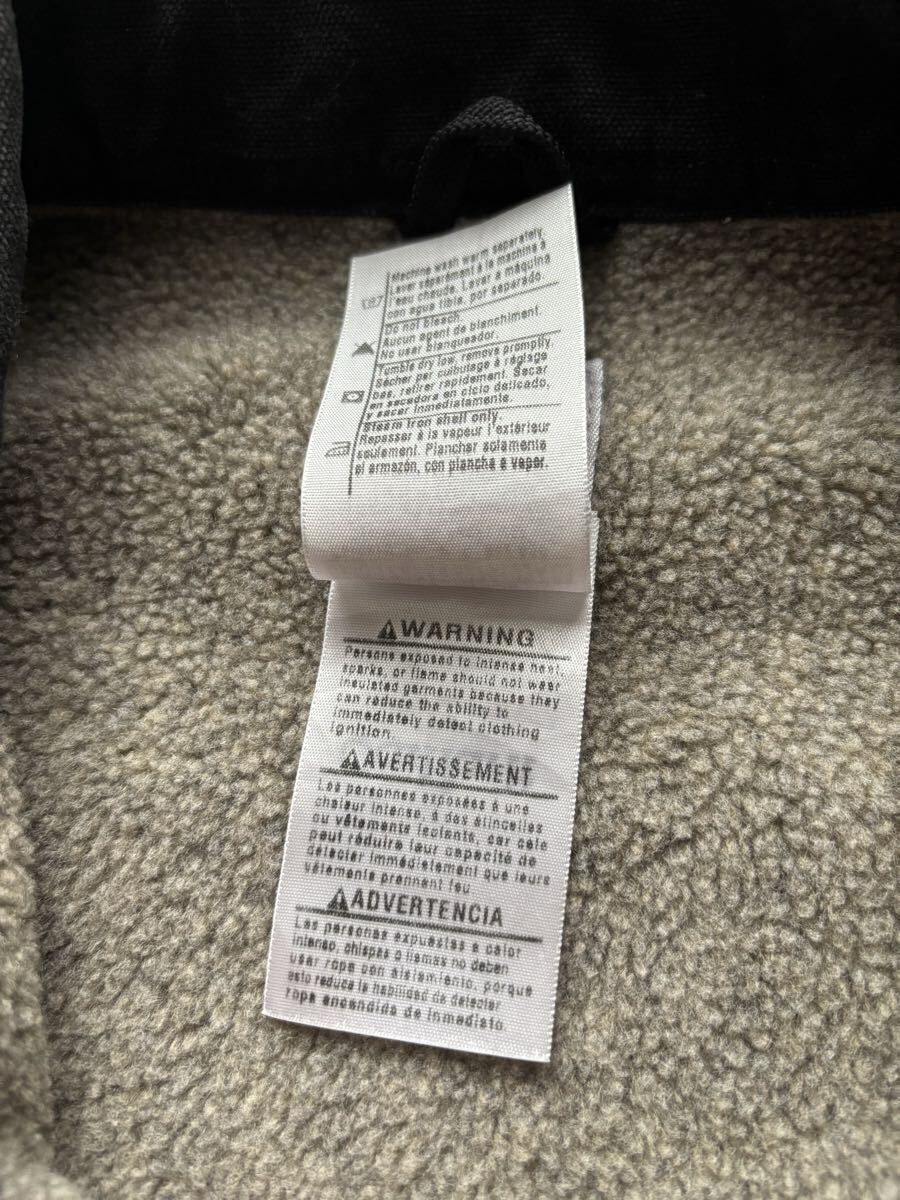 Machine wash warm separately.
Laver séparément à la machine à
l'eau chaude. Lavar a máquina
con agua tibia, por separado.
Do not bleach.
Aucun agent de blanchiment.
No usar blanqueador.
Tumble dry low, remove promptly.
Sécher par culbutage à réglage
bas, retirer rapidement. Secar
en secadora en ciclo delicado,
y sacar inmediatamente.
Steam iron shell only.
Repasser à la vapeur l'extérieur
seulement. Planchar solamente
el armazón, con plancha a vapor.
WARNING
Persons exposed to intense heat,
sparks, or flame should not wear
insulated garments because they
can reduce the ability to
immediately detect clothing
ignition.
AVERTISSEMENT
Les personnes exposées à une
chaleur intense, à des étincelles
ou vêtements isolants, car cele
peut réduire leur capacité de
détecter immédiatement que leurs
vêtements prennent feu
ADVERTENCIA
Las personas expuestas a calor
intenso, chispas o llamas no deben
usar ropa con aislamiento, porque
esto reduce la habilidad de detectar
ropa encendida de inmediato.